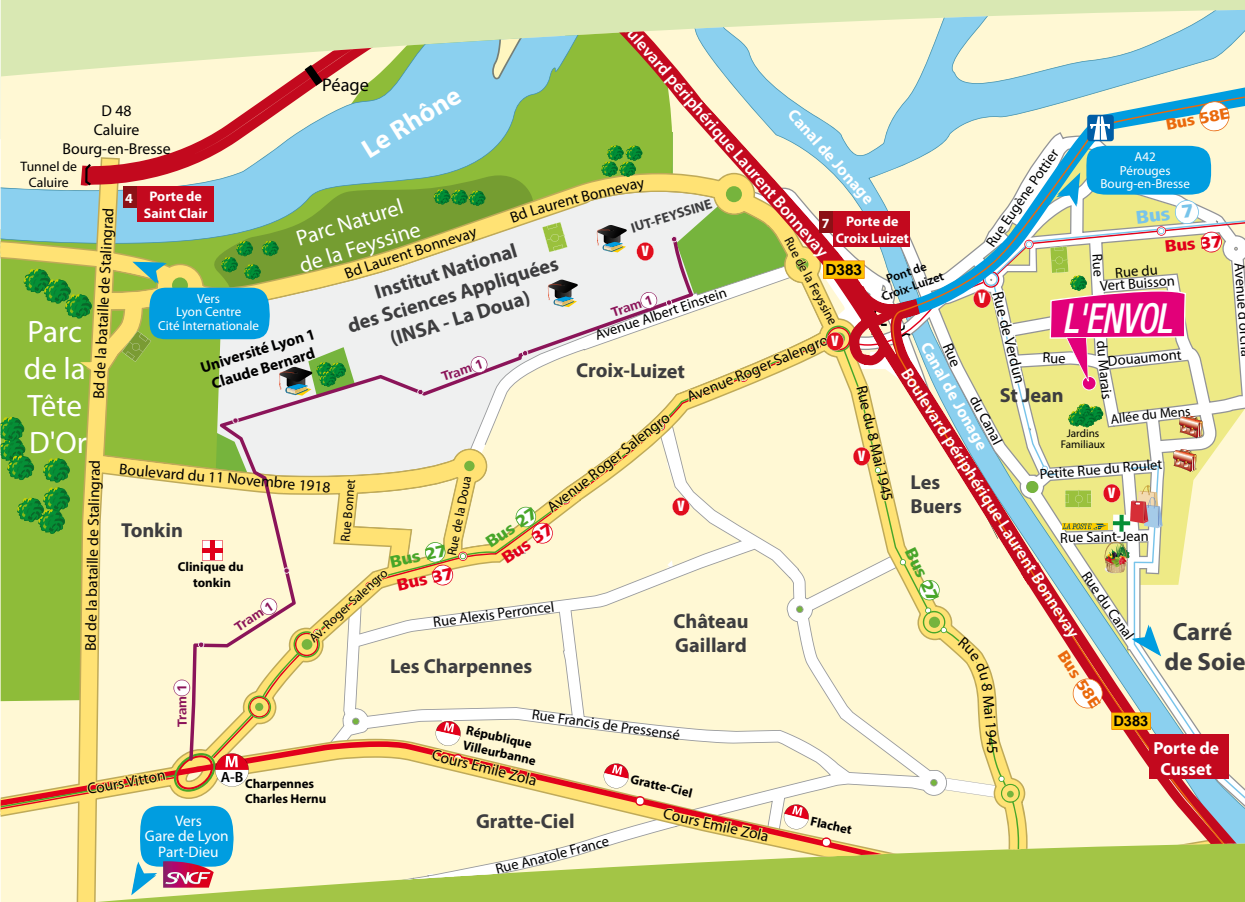 Péage
D 48
Caluire
Bourg-en-Bresse
Tunnel de
Caluire
4
Porte de
Saint Clair
Le Rhône
Boulevard périphérique Laurent Bonnevay
Canal de Jonage
Bus 58E
A42
Pérouges
Bourg-en-Bresse
Rue Eugène Pottier
Bus 7
Bus 37
7
Porte de
Croix Luizet
D383
Pont de
Croix-Luizet
Parc Naturel
de la Feyssine
Bd Laurent Bonnevay
Bd Laurent Bonnevay
IUT-FEYSSINE
V
Institut National
des Sciences Appliquées
(INSA - La Doua)
Tram 1
Avenue Albert Einstein
Rue de la Feyssine
Vers
Lyon Centre
Cité Internationale
Bd de la bataille de Stalingrad
Parc
de la
Tête
D'Or
Université Lyon 1
Claude Bernard
Tram 1
Croix-Luizet
Avenue Roger Salengro
V
V
Rue du
Vert Buisson
Rue
du Marais
L'ENVOL
Rue
Douaumont
Rue de Verdun
St Jean
Allée du Mens
Jardins
Familiaux
Petite Rue du Roulet
V
LA POSTE
Rue Saint-Jean
Rue
du Canal
Canal de Jonage
Boulevard périphérique Laurent Bonnevay
Rue du 8 Mai 1945
V
Les
Buers
Avenue Roger Salengro
V
Boulevard du 11 Novembre 1918
Rue Bonnet
Rue de la Doua
Bus 27
Bus 37
Bus 27
Bus 37
Tonkin
Clinique du
tonkin
Bd de la bataille de Stalingrad
Tram 1
Av.-Roger-Salengro
Rue Alexis Perroncel
Château
Gaillard
Bus 27
Rue du 8 Mai 1945
Rue du Canal
Carré
de Soie
Bus 58E
D383
Porte de
Cusset
Les Charpennes
Rue Francis de Pressensé
Tram 1
M
République
Villeurbanne
M
A-B
Charpennes
Charles Hernu
Cours Vitton
Cours Emile Zola
M
Gratte-Ciel
M
Flachet
Cours Emile Zola
Gratte-Ciel
Rue Anatole France
Vers
Gare de Lyon
Part-Dieu
SNCF